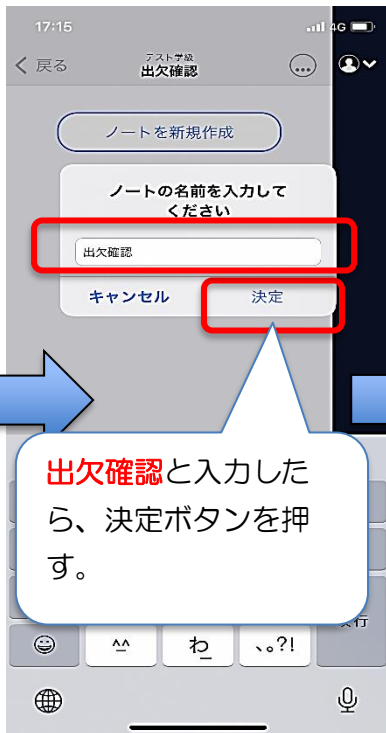 17:15
4G
戻る
テスト学級
出欠確認
ノートを新規作成
ノートの名前を入力して
ください
出欠確認
キャンセル
決定
出欠確認と入力した
ら、決定ボタンを押
す。
^^
わ_
、。?!